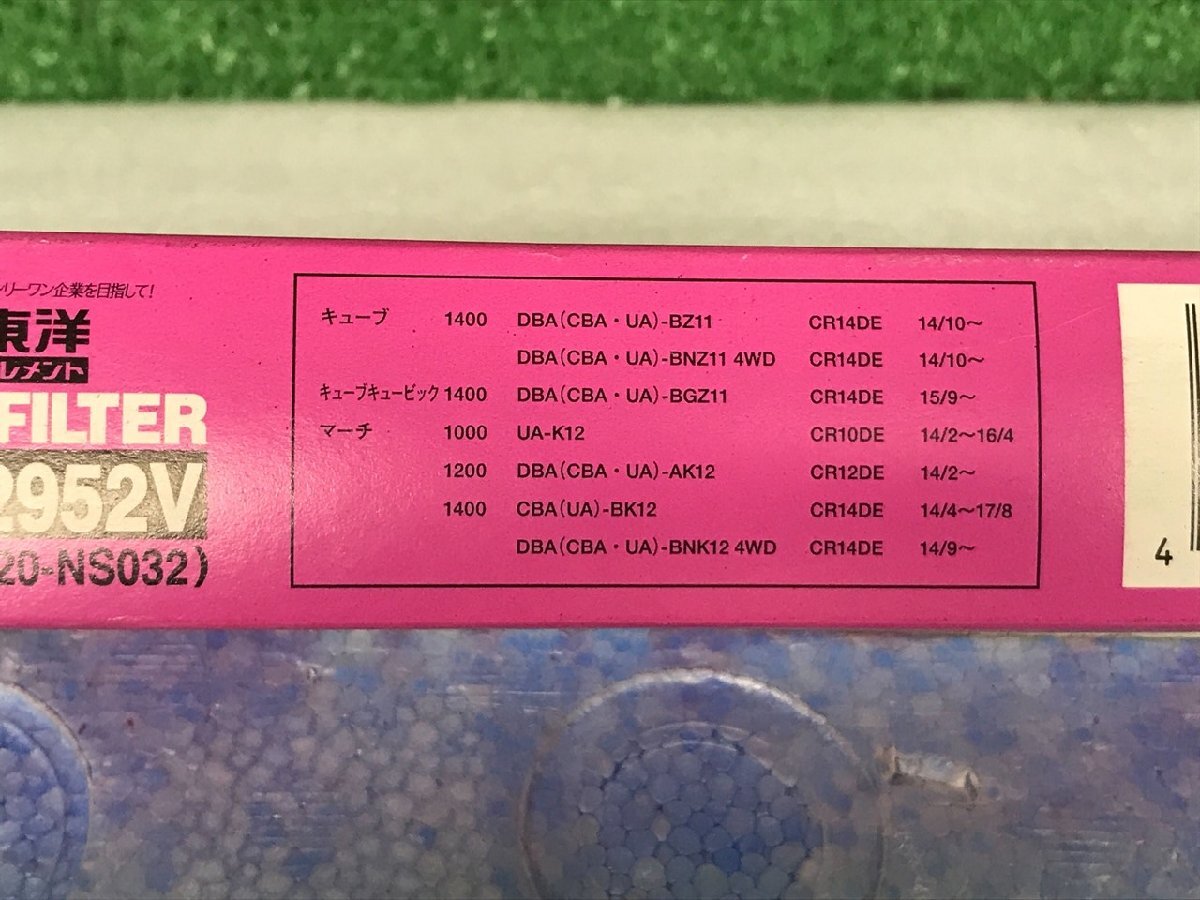 リーワン企業を目指して!
東洋
レメント
FILTER
2952V
20-NS032)
キューブ 1400 DBA(CBA・UA)-BZ11 CR14DE 14/10〜
DBA(CBA・UA)-BNZ11 4WD CR14DE 14/10〜
キューブキュービック 1400 DBA(CBA・UA)-BGZ11 CR14DE 15/9〜
マーチ 1000 UA-K12 CR10DE 14/2〜16/4
1200 DBA(CBA・UA)-AK12 CR12DE 14/2〜
1400 CBA(UA)-BK12 CR14DE 14/4〜17/8
DBA(CBA・UA)-BNK12 4WD CR14DE 14/9〜
4